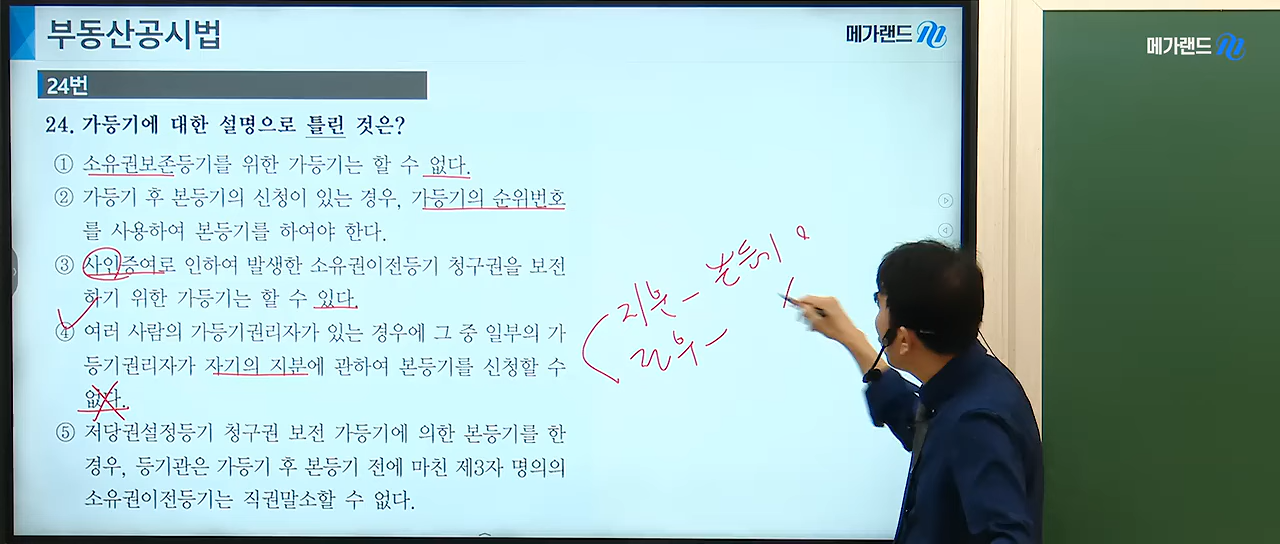 부동산공시법
메가랜드
메가랜드
24번
24. 가등기에 대한 설명으로 틀린 것은?
① 소유권보존등기를 위한 가등기는 할 수 없다.
② 가등기 후 본등기의 신청이 있는 경우, 가등기의 순위번호
를 사용하여 본등기를 하여야 한다.
③ 사인증여로 인하여 발생한 소유권이전등기 청구권을 보전
하기 위한 가등기는 할 수 있다.
④ 여러 사람의 가등기권리자가 있는 경우에 그 중 일부의 가
등기권리자가 자기의 지분에 관하여 본등기를 신청할 수
없다.
⑤ 저당권설정등기 청구권 보전 가등기에 의한 본등기를 한
경우, 등기관은 가등기 후 본등기 전에 마친 제3자 명의의
소유권이전등기는 직권말소할 수 없다.
지분 - 본등기 o
전부 -